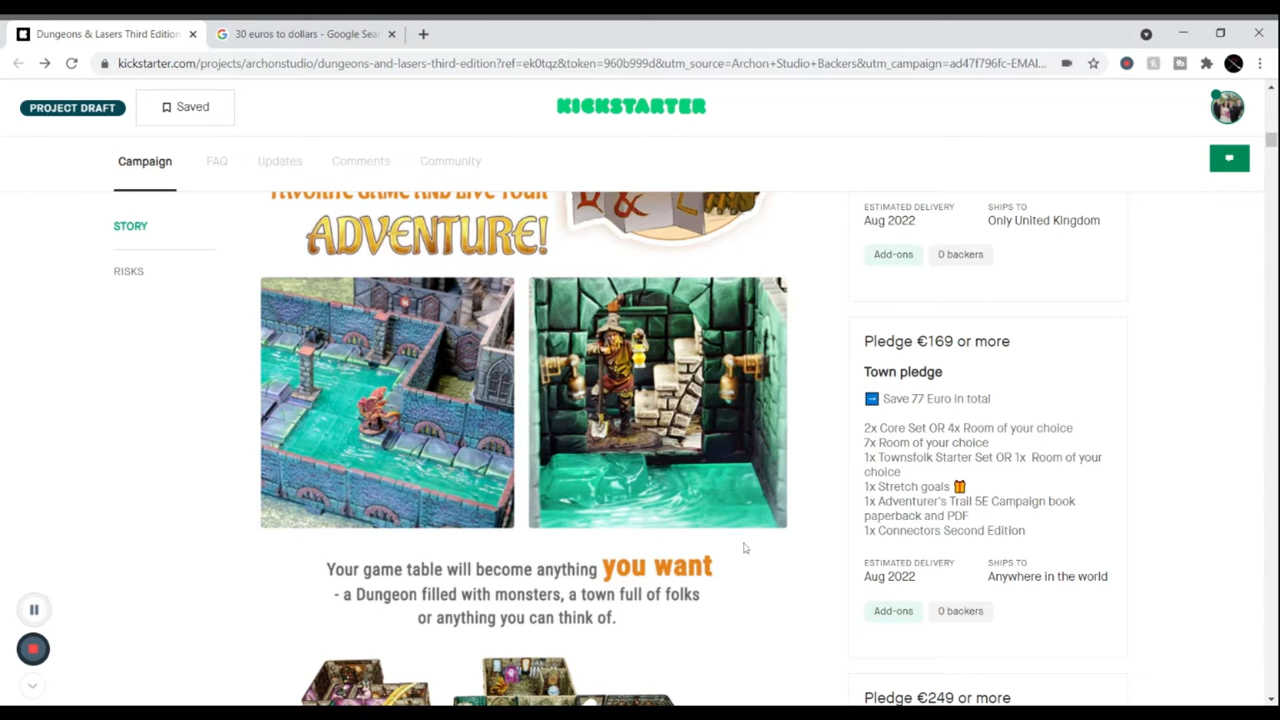 Dungeons & Lasers Third Edition
30 euros to dollars - Google Sea
kickstarter.com/projects/archonstudio/dungeons-and-lasers-third-edition?ref=ek0tqz&token=960b999d&utm_source=Archon+Studio+Backers&utm_campaign=ad47f796fc-EMAI...
PROJECT DRAFT
Saved
KICKSTARTER
Campaign
FAQ
Updates
Comments
Community
STORY
RISKS
FAVORITE GAME AND LIVE YOUR
ADVENTURE!
&
Your game table will become anything you want
- a Dungeon filled with monsters, a town full of folks
or anything you can think of.
ESTIMATED DELIVERY
Aug 2022
SHIPS TO
Only United Kingdom
Add-ons
0 backers
Pledge €169 or more
Town pledge
Save 77 Euro in total
2x Core Set OR 4x Room of your choice
7x Room of your choice
1x Townsfolk Starter Set OR 1x Room of your
choice
1x Stretch goals
1x Adventurer's Trail 5E Campaign book
paperback and PDF
1x Connectors Second Edition
ESTIMATED DELIVERY
Aug 2022
SHIPS TO
Anywhere in the world
Add-ons
0 backers
Pledge €249 or more